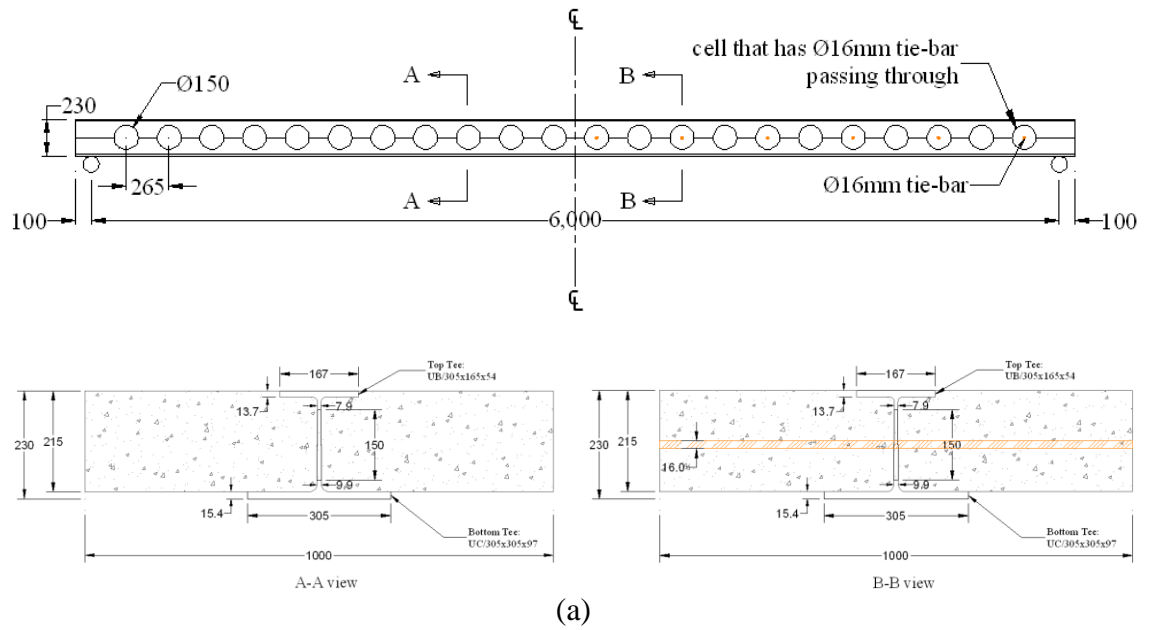 ℄
cell that has Ø16mm tie-bar
passing through
A
B
Ø150
230
265
Ø16mm tie-bar
A
B
100
6,000
100
℄
Top Tee:
UB/305x165x54
167
13.7
7.9
230
215
150
9.9
15.4
305
Bottom Tee:
UC/305x305x97
1000
A-A view
Top Tee:
UB/305x165x54
167
13.7
7.9
230
215
150
16.0
9.9
15.4
305
Bottom Tee:
UC/305x305x97
1000
B-B view
(a)